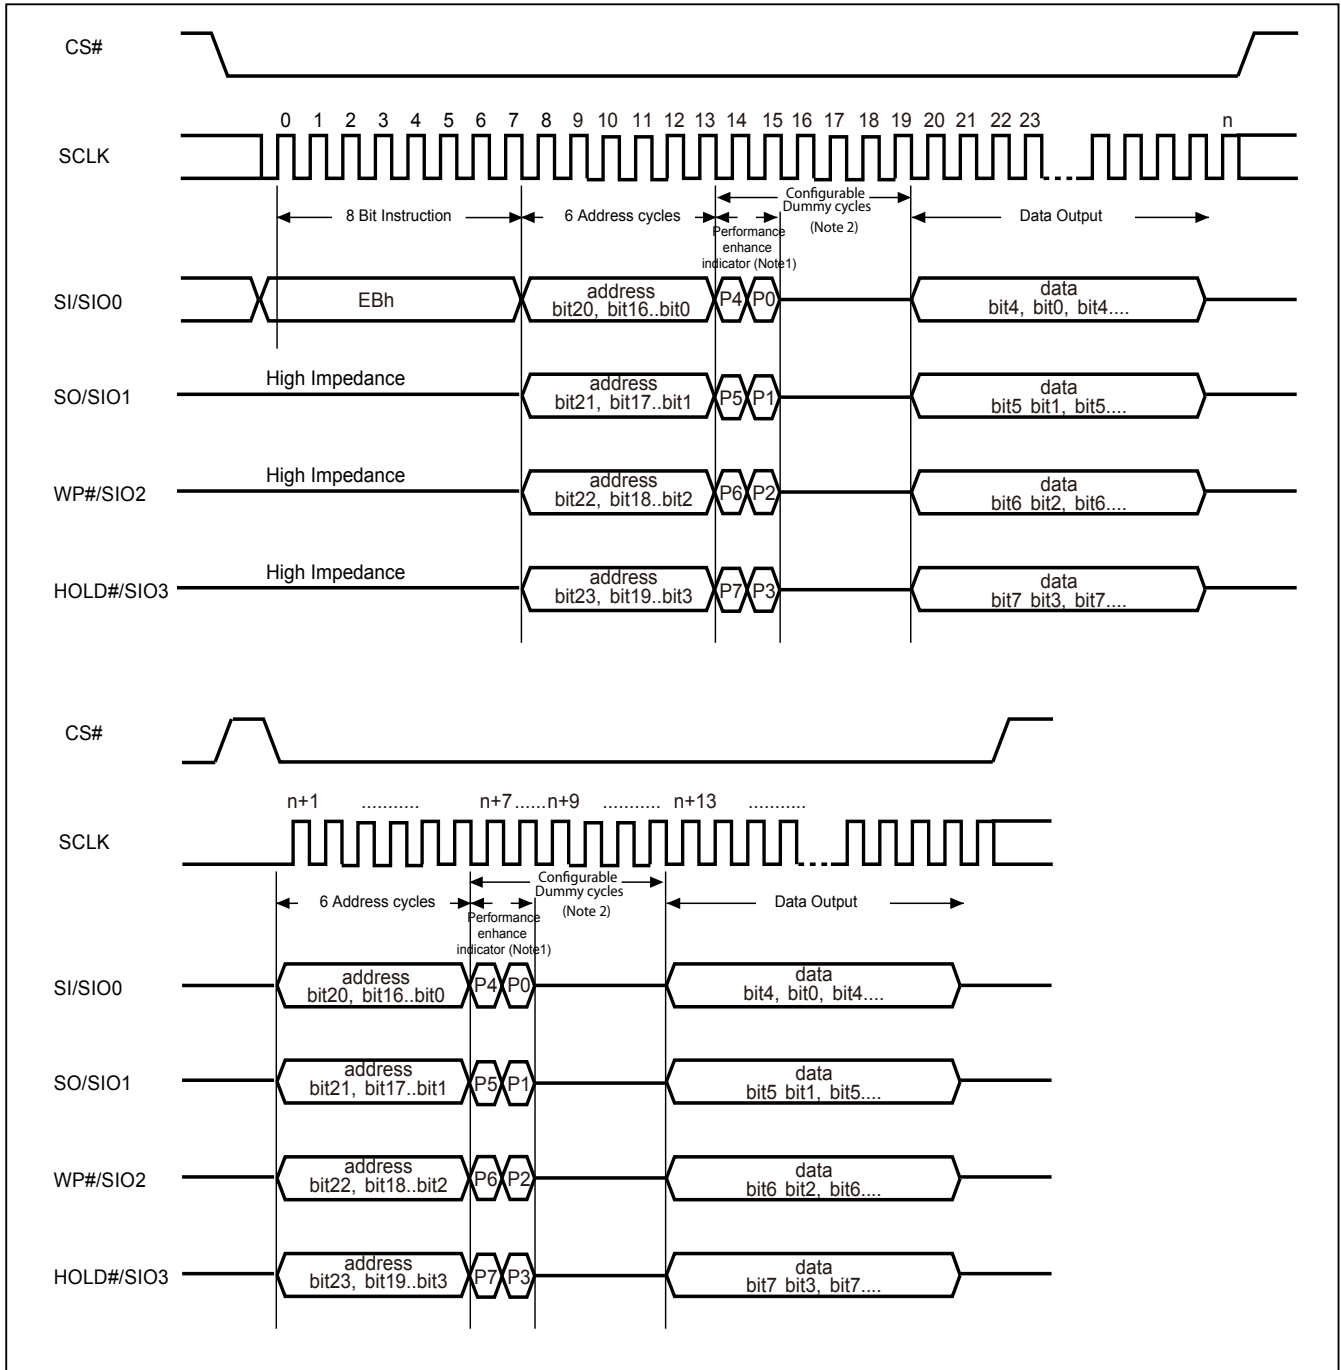 CS#
0 1 2 3 4 5 6 7 8 9 10 11 12 13 14 15 16 17 18 19 20 21 22 23 n
SCLK
8 Bit Instruction
6 Address cycles
Configurable
Dummy cycles
(Note 2)
Performance
enhance
indicator (Note1)
Data Output
SI/SIO0
EBh
address
bit20, bit16..bit0
P4 P0
data
bit4, bit0, bit4....
SO/SIO1
High Impedance
address
bit21, bit17..bit1
P5 P1
data
bit5 bit1, bit5....
WP#/SIO2
High Impedance
address
bit22, bit18..bit2
P6 P2
data
bit6 bit2, bit6....
HOLD#/SIO3
High Impedance
address
bit23, bit19..bit3
P7 P3
data
bit7 bit3, bit7....
CS#
n+1 ........... n+7......n+9 ........... n+13 ...........
SCLK
6 Address cycles
Configurable
Dummy cycles
(Note 2)
Performance
enhance
indicator (Note1)
Data Output
SI/SIO0
address
bit20, bit16..bit0
P4 P0
data
bit4, bit0, bit4....
SO/SIO1
address
bit21, bit17..bit1
P5 P1
data
bit5 bit1, bit5....
WP#/SIO2
address
bit22, bit18..bit2
P6 P2
data
bit6 bit2, bit6....
HOLD#/SIO3
address
bit23, bit19..bit3
P7 P3
data
bit7 bit3, bit7....